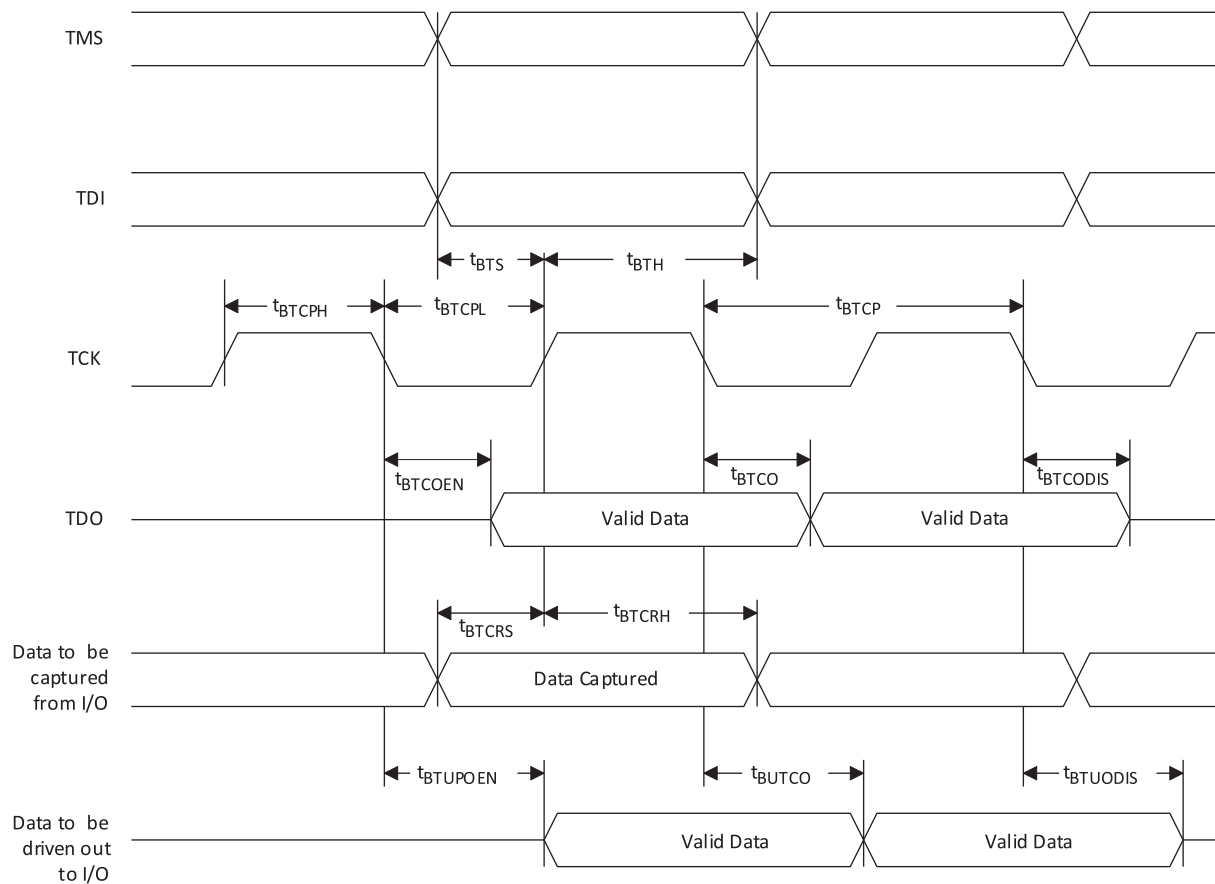 TMS
TDI
tBTS
tBTH
tBTCPH
tBTCPL
tBTCP
TCK
tBTCOEN
tBTCO
tBTCODIS
TDO
Valid Data
Valid Data
tBTCRS
tBTCRH
Data to be
captured
from I/O
Data Captured
tBTUPOEN
tBUTCO
tBTUODIS
Data to be
driven out
to I/O
Valid Data
Valid Data